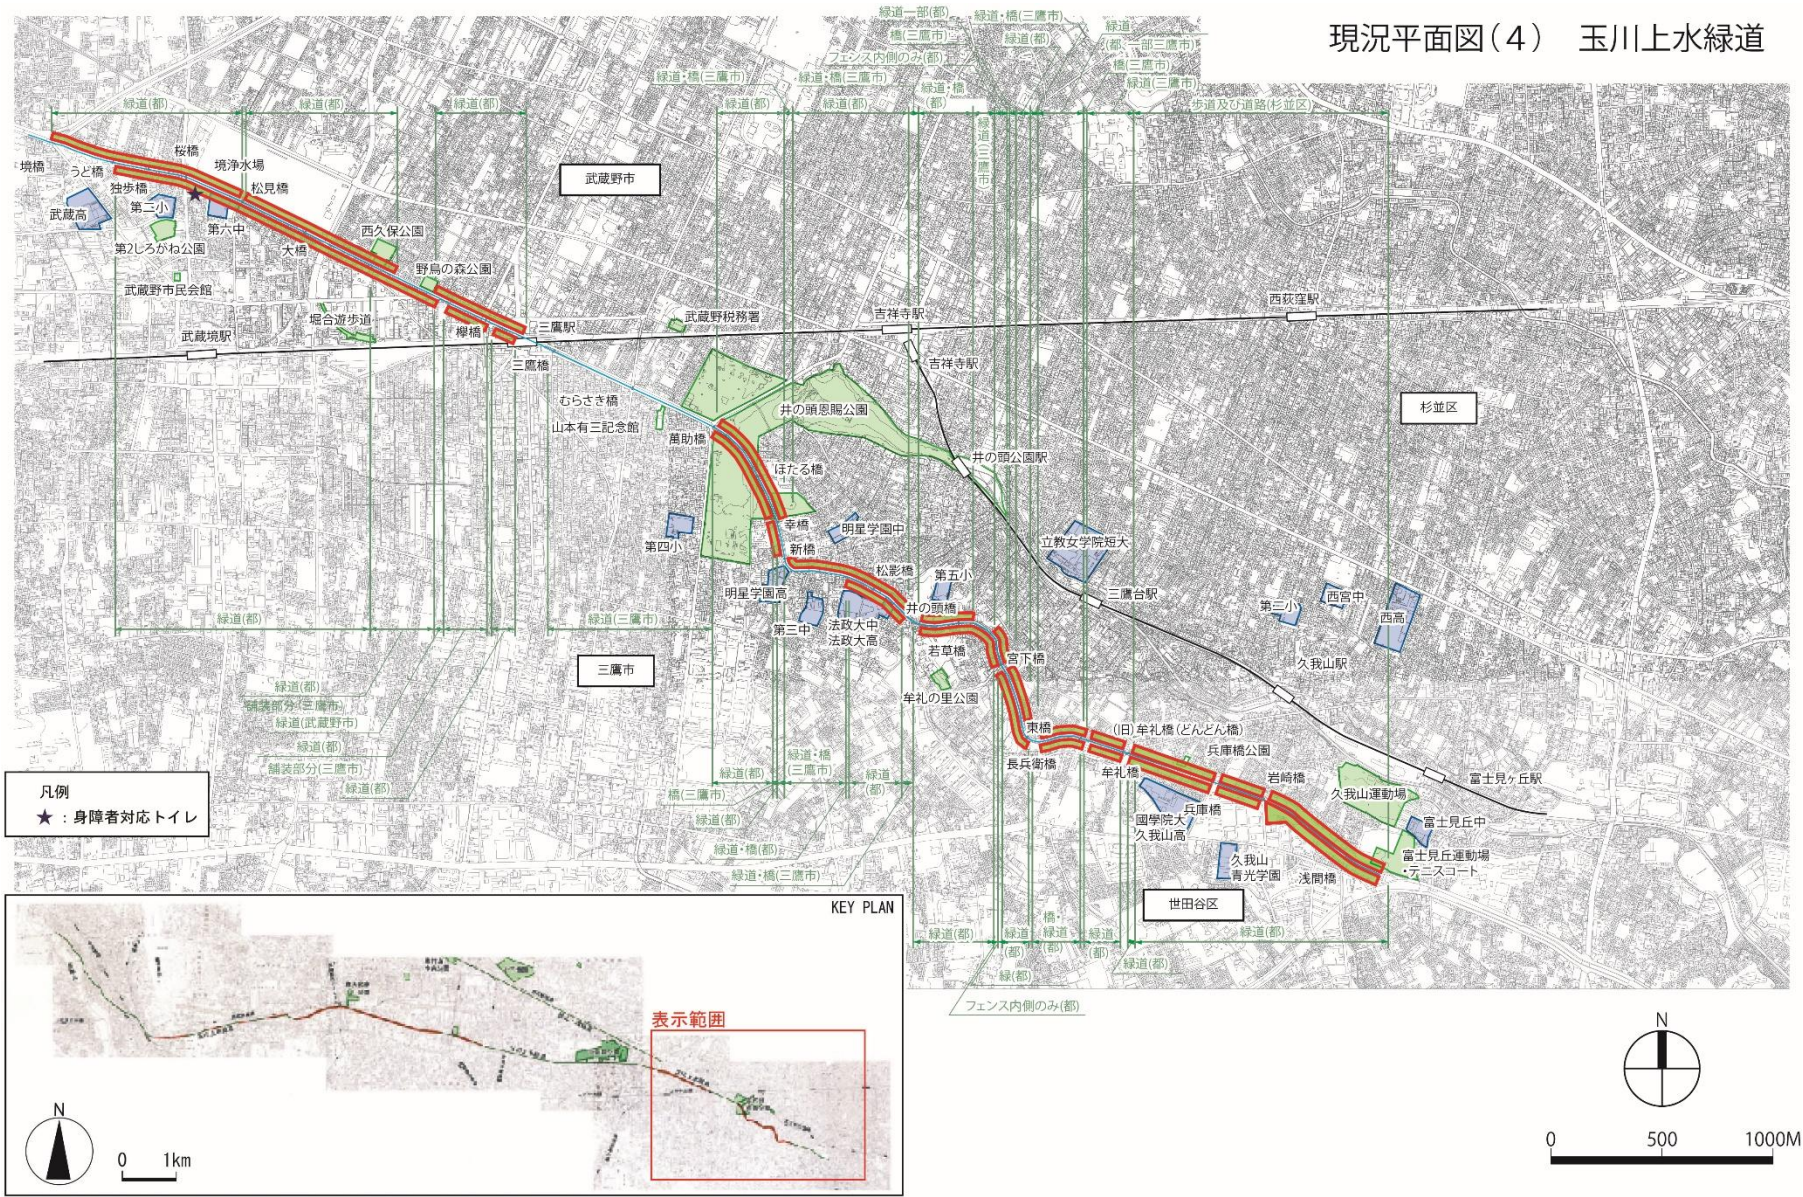 現況平面図(4)　玉川上水緑道
緑道一部(都)
橋(三鷹市)
フェンス内側のみ(都)
緑道・橋(三鷹市)
緑道(都)
緑道
(都、一部三鷹市)
橋(三鷹市)
緑道(三鷹市)
緑道・橋(三鷹市)
緑道・橋(三鷹市)
緑道(都)
緑道(都)
緑道(都)
緑道(都)
緑道(都)
緑道・橋
(都)
緑道(三鷹市)
歩道及び道路(杉並区)
境橋
うど橋
桜橋
境浄水場
独歩橋
松見橋
武蔵高
第二小
第六中
第2しろがね公園
大橋
西久保公園
武蔵野市民会館
野鳥の森公園
堀合遊歩道
武蔵境駅
欅橋
三鷹駅
三鷹橋
武蔵野市
武蔵野税務署
吉祥寺駅
吉祥寺駅
西荻窪駅
杉並区
むらさき橋
山本有三記念館
井の頭恩賜公園
萬助橋
ほたる橋
井の頭公園駅
幸橋
第四小
新橋
明星学園中
松影橋
第五小
立教女学院短大
三鷹台駅
明星学園高
第三中
法政大中
法政大高
井の頭橋
若草橋
宮下橋
牟礼の里公園
第二小
西宮中
西高
久我山駅
緑道(都)
緑道(三鷹市)
三鷹市
緑道(都)
舗装部分(三鷹市)
緑道(武蔵野市)
緑道(都)
舗装部分(三鷹市)
緑道(都)
東橋
長兵衛橋
(旧)牟礼橋(どんどん橋)
兵庫橋公園
牟礼橋
岩崎橋
兵庫橋
國學院大
久我山高
久我山
青光学園
久我山運動場
富士見ヶ丘駅
富士見丘中
富士見丘運動場
・テニスコート
浅間橋
世田谷区
緑道(都)
緑道・橋
(三鷹市)
緑道
(都)
橋(三鷹市)
緑道(都)
緑道・橋(都)
緑道・橋(三鷹市)
緑道(都)
緑道
(都)
橋・
緑道
(都)
緑道
(都)
緑道(都)
緑道(都)
緑(都)
フェンス内側のみ(都)
凡例
★：身障者対応トイレ
KEY PLAN
表示範囲
N
0 1km
N
0 500 1000M